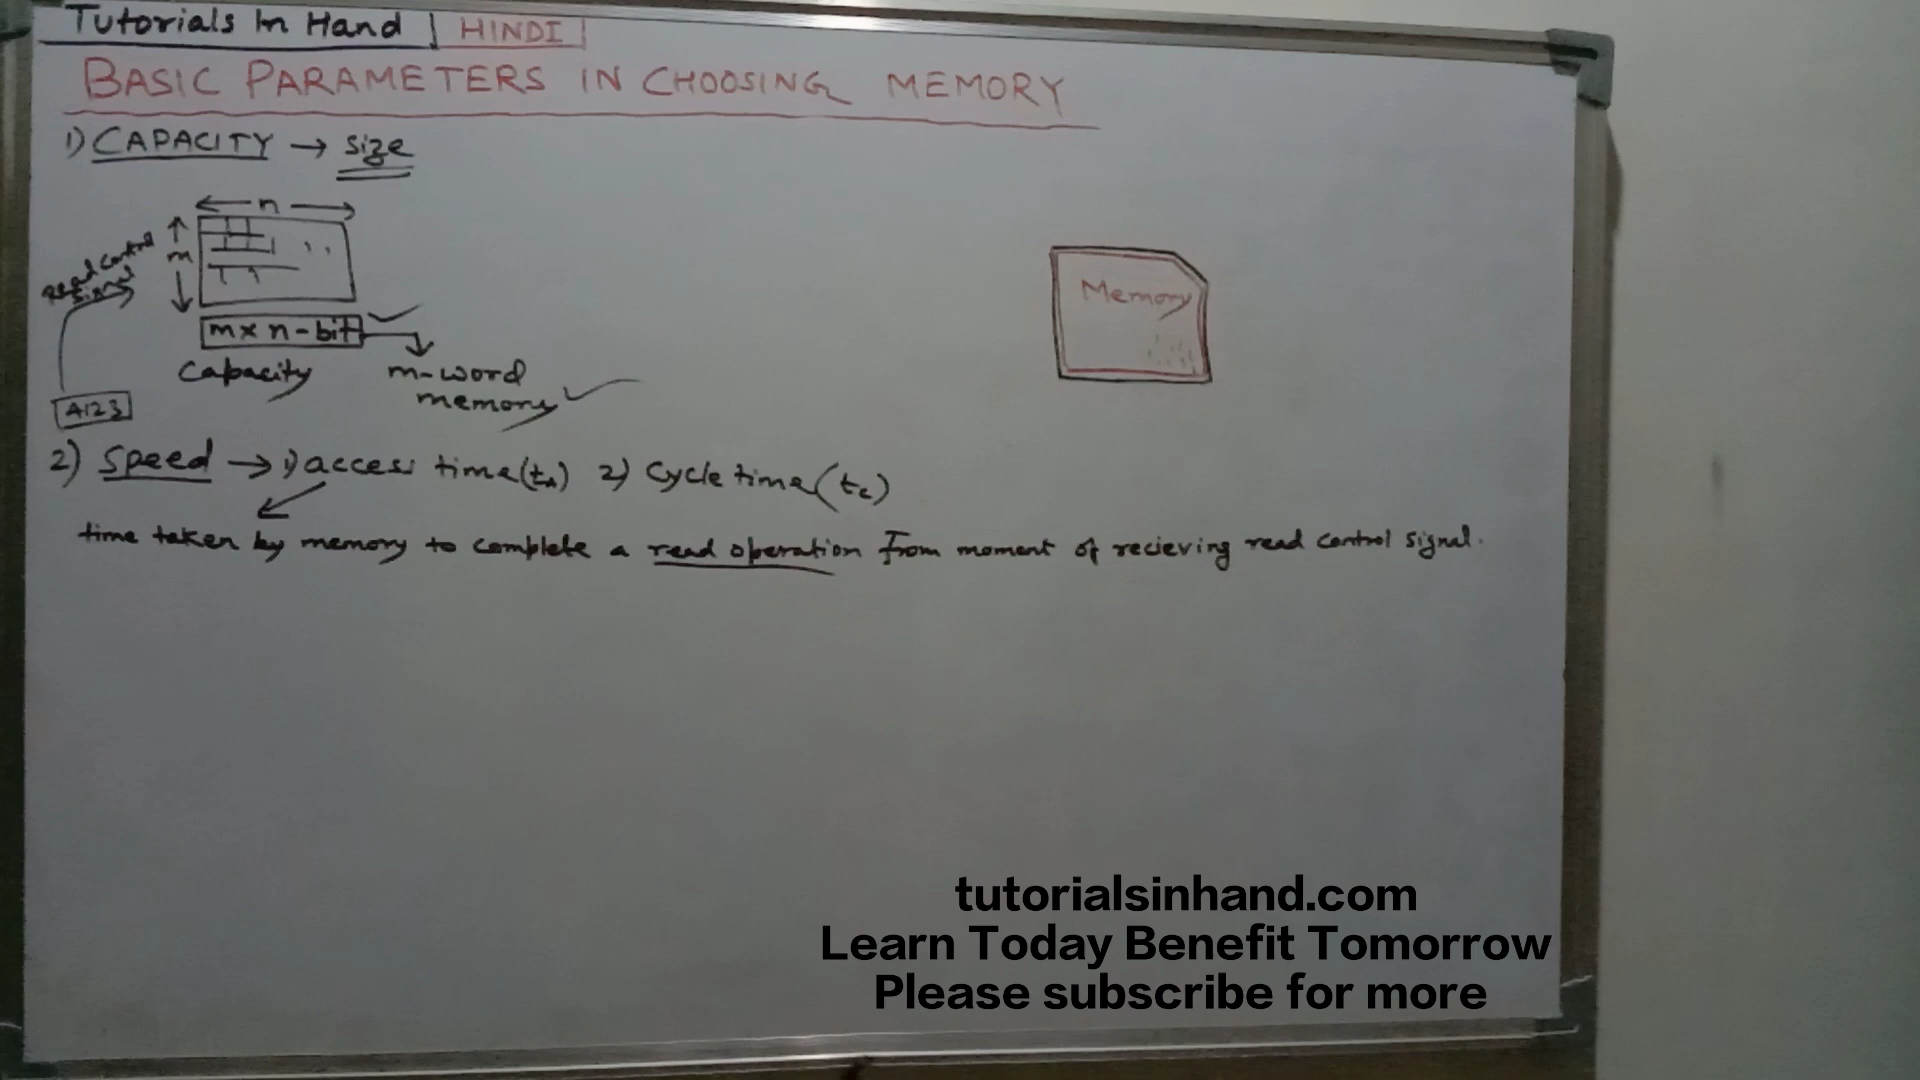 Tutorials In Hand | HINDI
BASIC PARAMETERS IN CHOOSING MEMORY
1) CAPACITY → size
n
m
Read Control
Signal
m x n-bit
Capacity
m-word
memory
A123
Memory
2) Speed → 1) access time (tA) 2) Cycle time (tc)
time taken by memory to complete a read operation From moment of recieving read control signal.
tutorialsinhand.com
Learn Today Benefit Tomorrow
Please subscribe for more